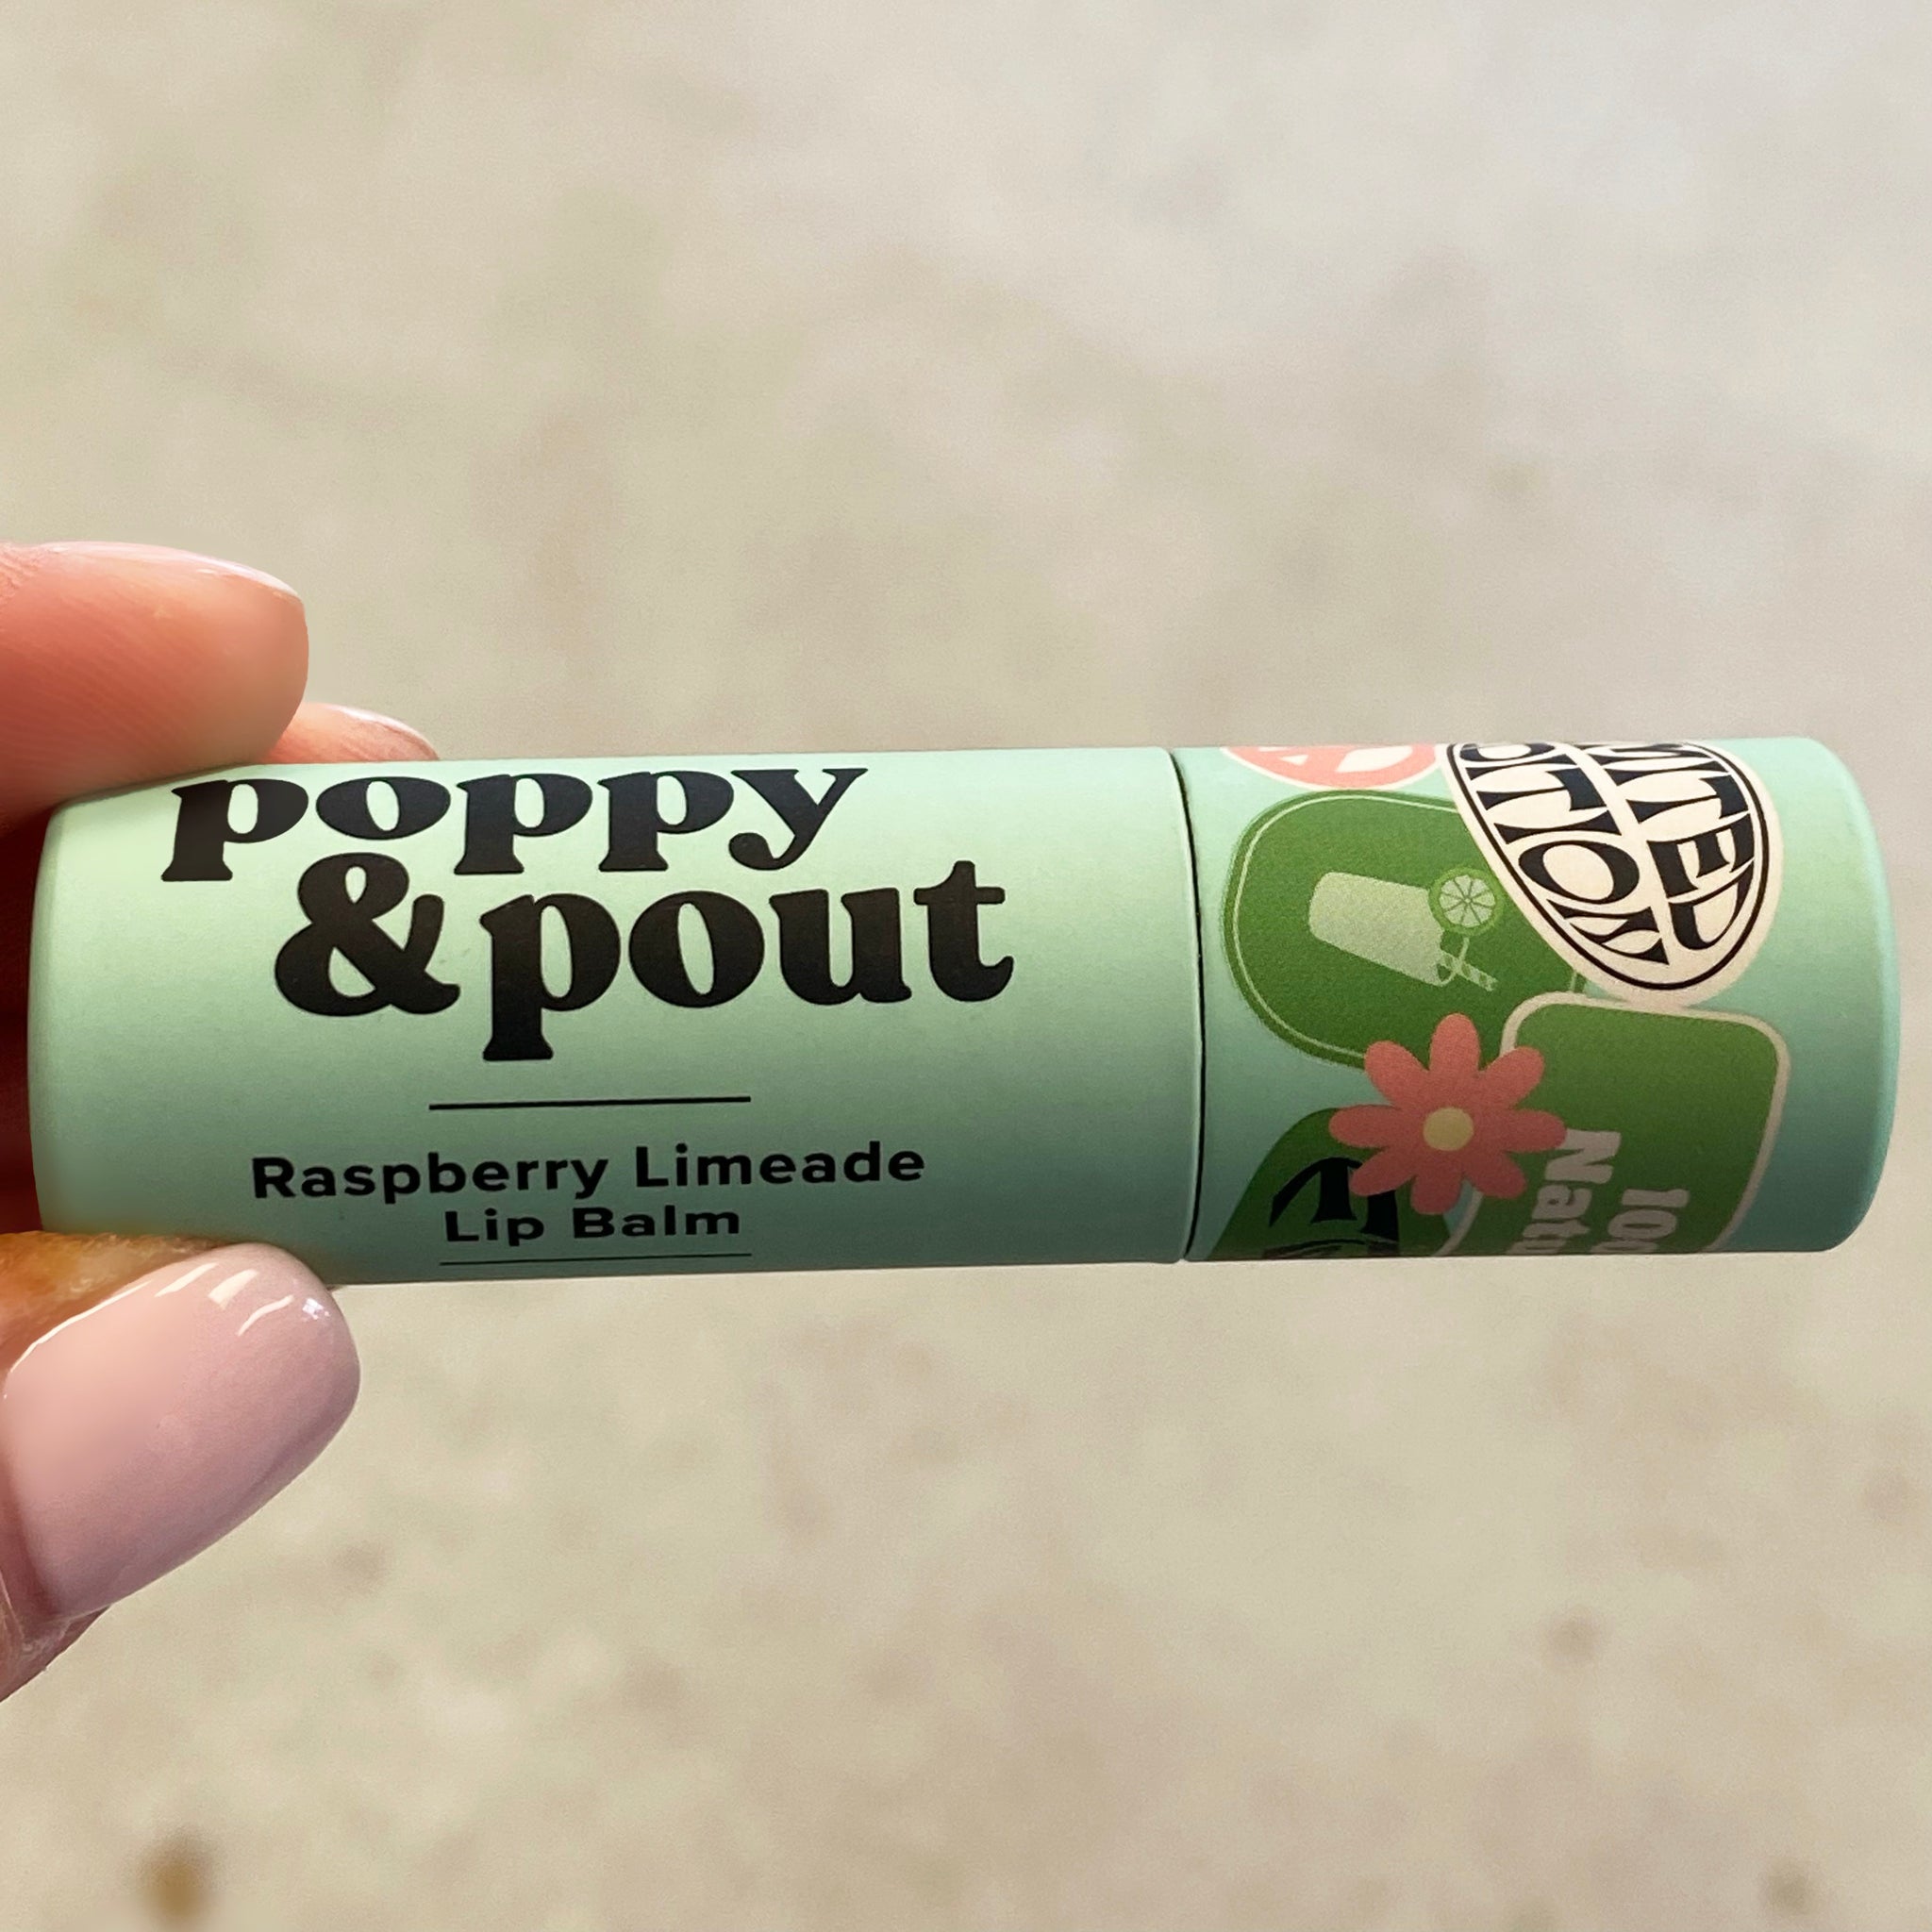 poppy
&pout
Raspberry Limeade
Lip Balm